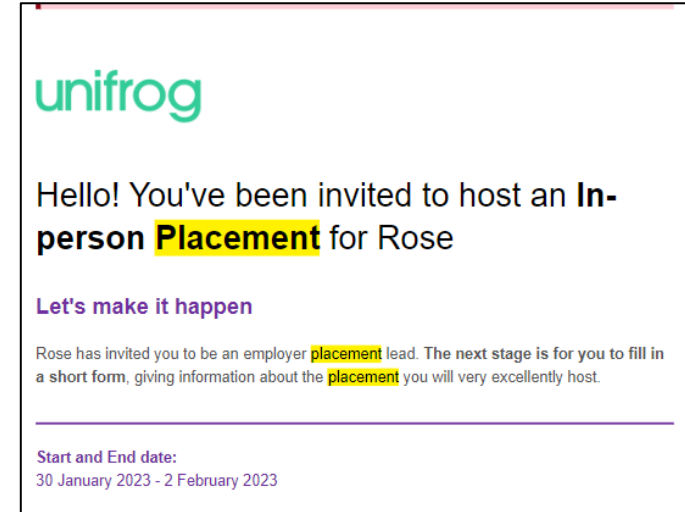 unifrog
Hello! You've been invited to host an In-
person Placement for Rose
Let's make it happen
Rose has invited you to be an employer placement lead. The next stage is for you to fill in
a short form, giving information about the placement you will very excellently host.
Start and End date:
30 January 2023 - 2 February 2023